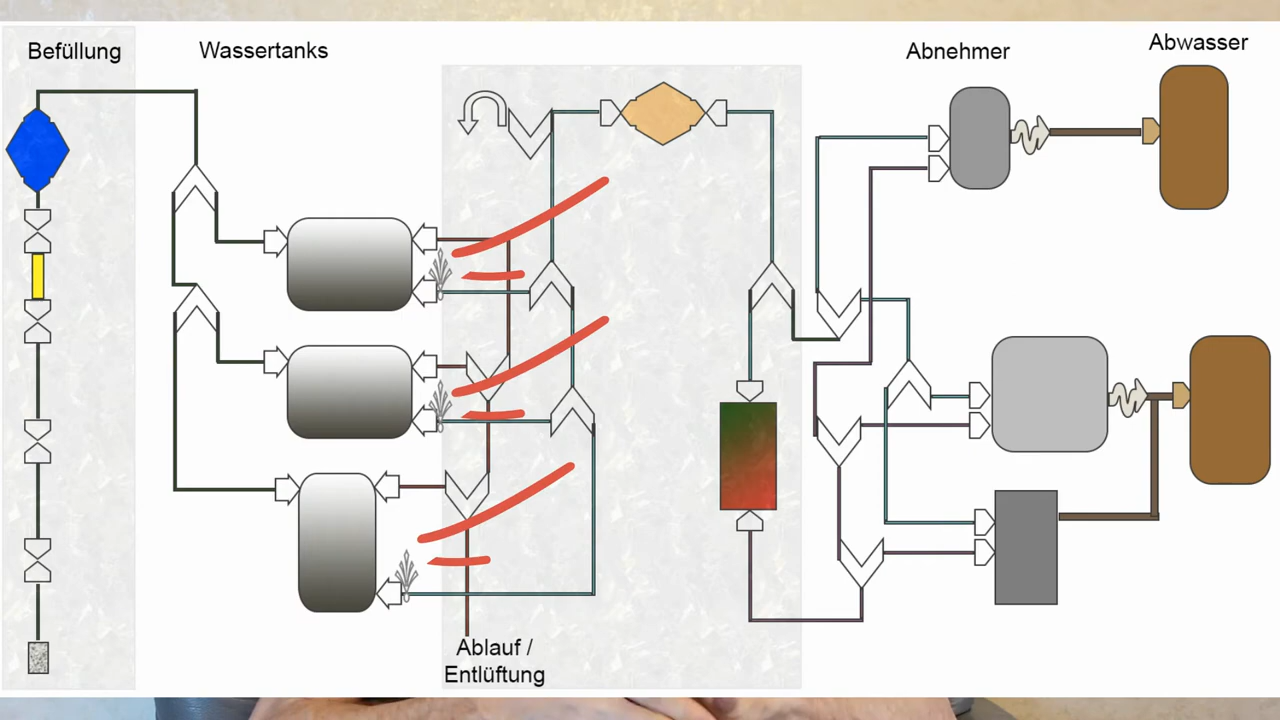 Befüllung
Wassertanks
Abnehmer
Abwasser
Ablauf /
Entlüftung